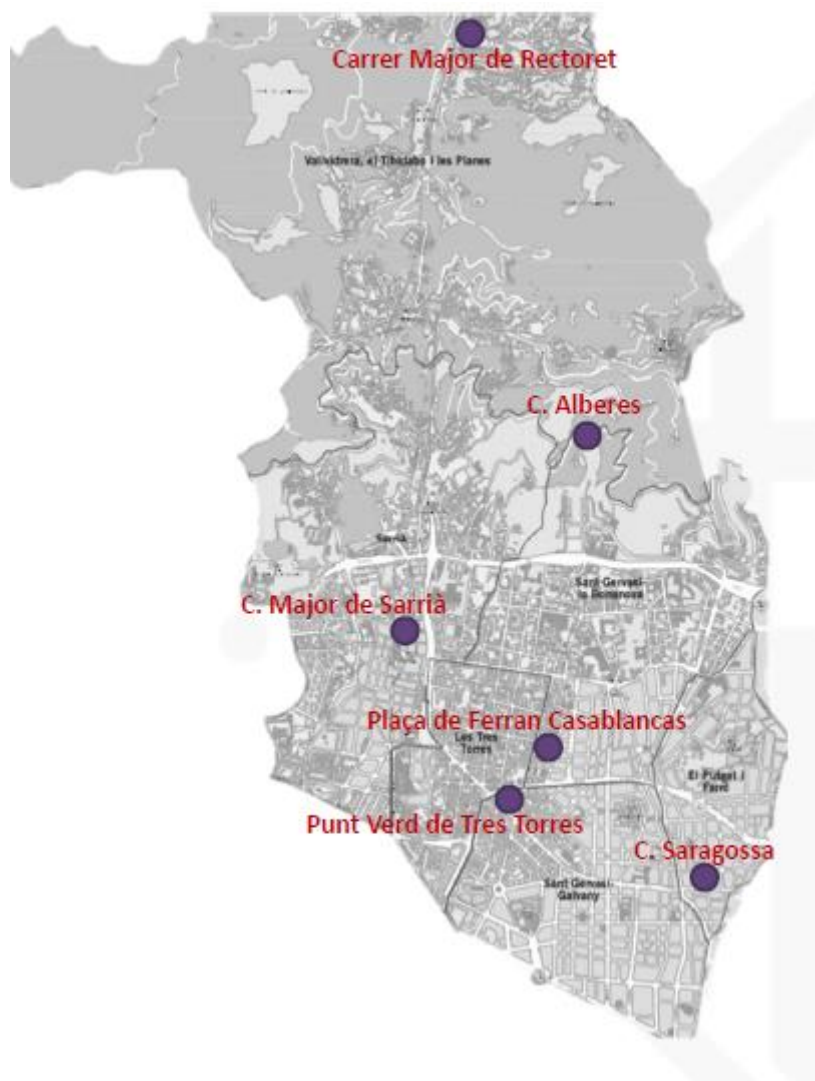 Carrer Major de Rectoret
Vallvidrera, el Tibidabo i les Planes
C. Alberes
Sarrià
Sant Gervasi-
la Bonanova
C. Major de Sarrià
Plaça de Ferran Casablancas
Les Tres
Torres
El Putget i
Farró
Punt Verd de Tres Torres
C. Saragossa
Sant Gervasi-
Galvany